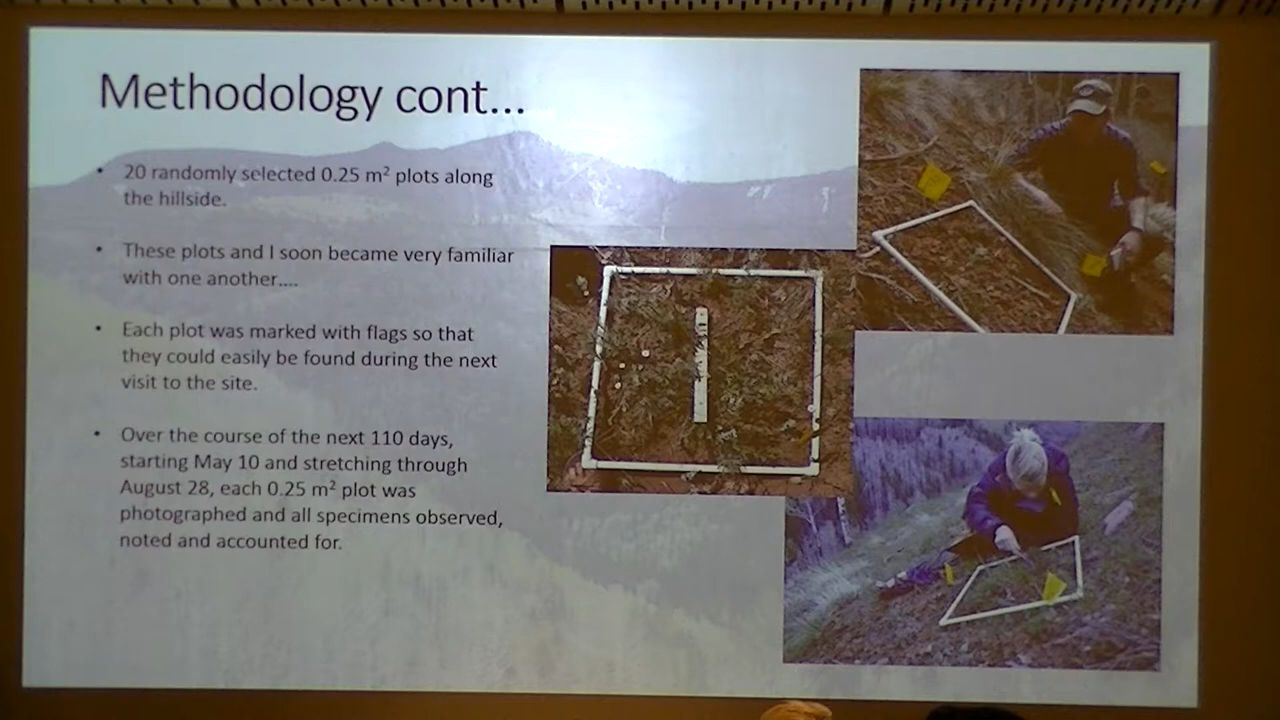 Methodology cont...
• 20 randomly selected 0.25 m² plots along
the hillside.
• These plots and I soon became very familiar
with one another....
• Each plot was marked with flags so that
they could easily be found during the next
visit to the site.
• Over the course of the next 110 days,
starting May 10 and stretching through
August 28, each 0.25 m² plot was
photographed and all specimens observed,
noted and accounted for.